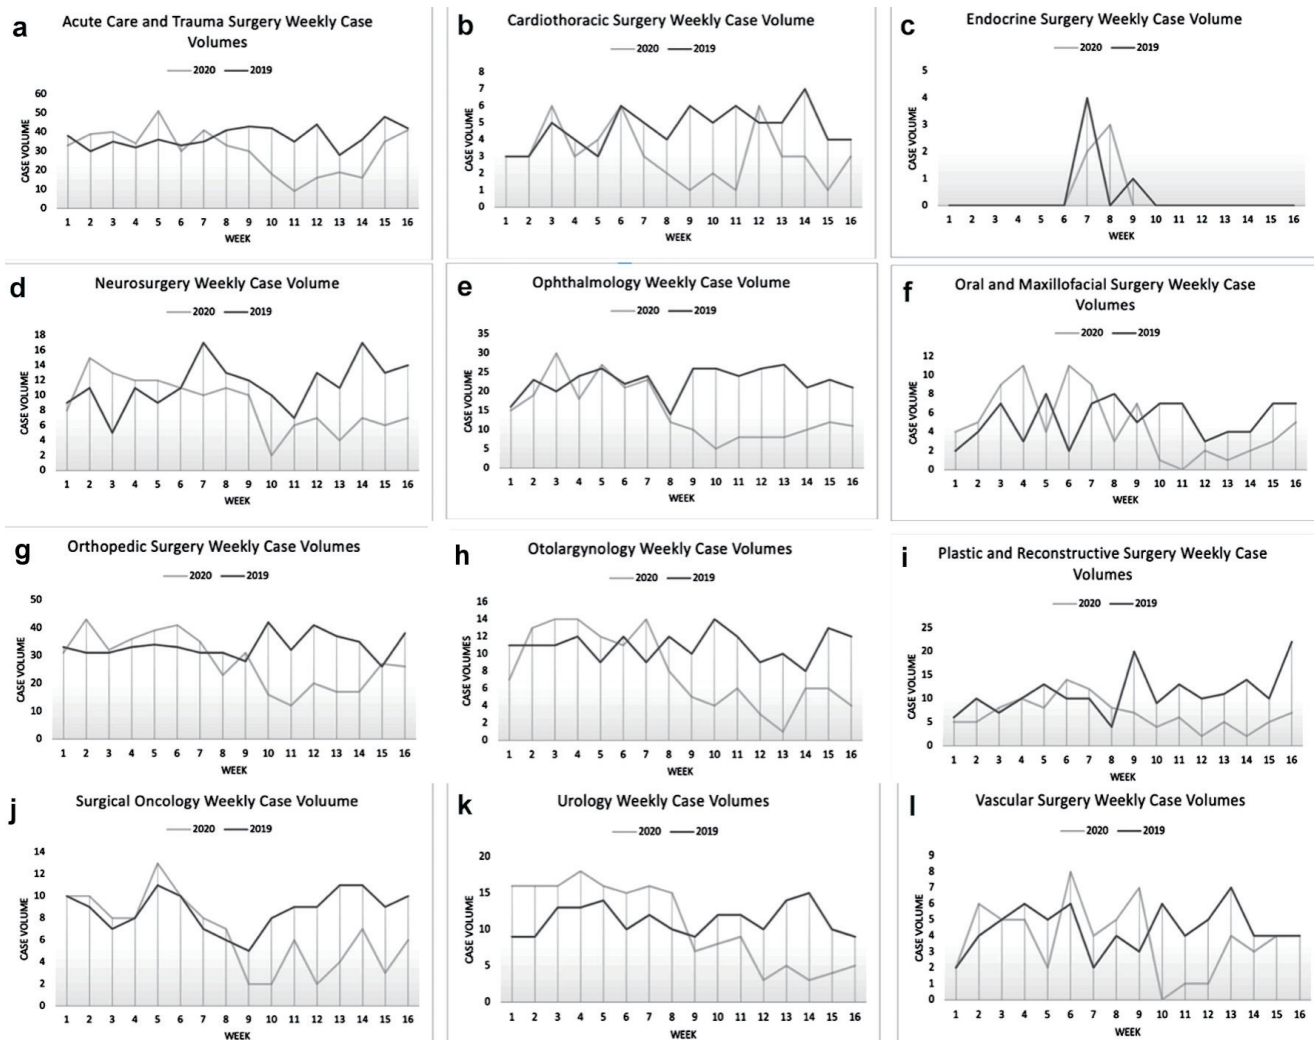 a
Acute Care and Trauma Surgery Weekly Case
Volumes
2020 2019
60
50
40
30
20
10
0
CASE VOLUME
1 2 3 4 5 6 7 8 9 10 11 12 13 14 15 16
WEEK
b
Cardiothoracic Surgery Weekly Case Volume
2020 2019
8
7
6
5
4
3
2
1
0
CASE VOLUME
1 2 3 4 5 6 7 8 9 10 11 12 13 14 15 16
WEEK
c
Endocrine Surgery Weekly Case Volume
2020 2019
5
4
3
2
1
0
CASE VOLUME
1 2 3 4 5 6 7 8 9 10 11 12 13 14 15 16
WEEK
d
Neurosurgery Weekly Case Volume
2020 2019
18
16
14
12
10
8
6
4
2
0
CASE VOLUME
1 2 3 4 5 6 7 8 9 10 11 12 13 14 15 16
WEEK
e
Ophthalmology Weekly Case Volume
2020 2019
35
30
25
20
15
10
5
0
CASE VOLUME
1 2 3 4 5 6 7 8 9 10 11 12 13 14 15 16
WEEK
f
Oral and Maxillofacial Surgery Weekly Case
Volumes
2020 2019
12
10
8
6
4
2
0
CASE VOLUME
1 2 3 4 5 6 7 8 9 10 11 12 13 14 15 16
WEEK
g
Orthopedic Surgery Weekly Case Volumes
2020 2019
50
40
30
20
10
0
CASE VOLUME
1 2 3 4 5 6 7 8 9 10 11 12 13 14 15 16
WEEK
h
Otolargynology Weekly Case Volumes
2020 2019
16
14
12
10
8
6
4
2
0
CASE VOLUMES
1 2 3 4 5 6 7 8 9 10 11 12 13 14 15 16
WEEK
i
Plastic and Reconstructive Surgery Weekly Case
Volumes
2020 2019
25
20
15
10
5
0
CASE VOLUME
1 2 3 4 5 6 7 8 9 10 11 12 13 14 15 16
WEEK
j
Surgical Oncology Weekly Case Voluume
2020 2019
14
12
10
8
6
4
2
0
CASE VOLUME
1 2 3 4 5 6 7 8 9 10 11 12 13 14 15 16
WEEK
k
Urology Weekly Case Volumes
2020 2019
20
15
10
5
0
CASE VOLUME
1 2 3 4 5 6 7 8 9 10 11 12 13 14 15 16
WEEK
l
Vascular Surgery Weekly Case Volumes
2020 2019
9
8
7
6
5
4
3
2
1
0
CASE VOLUME
1 2 3 4 5 6 7 8 9 10 11 12 13 14 15 16
WEEK